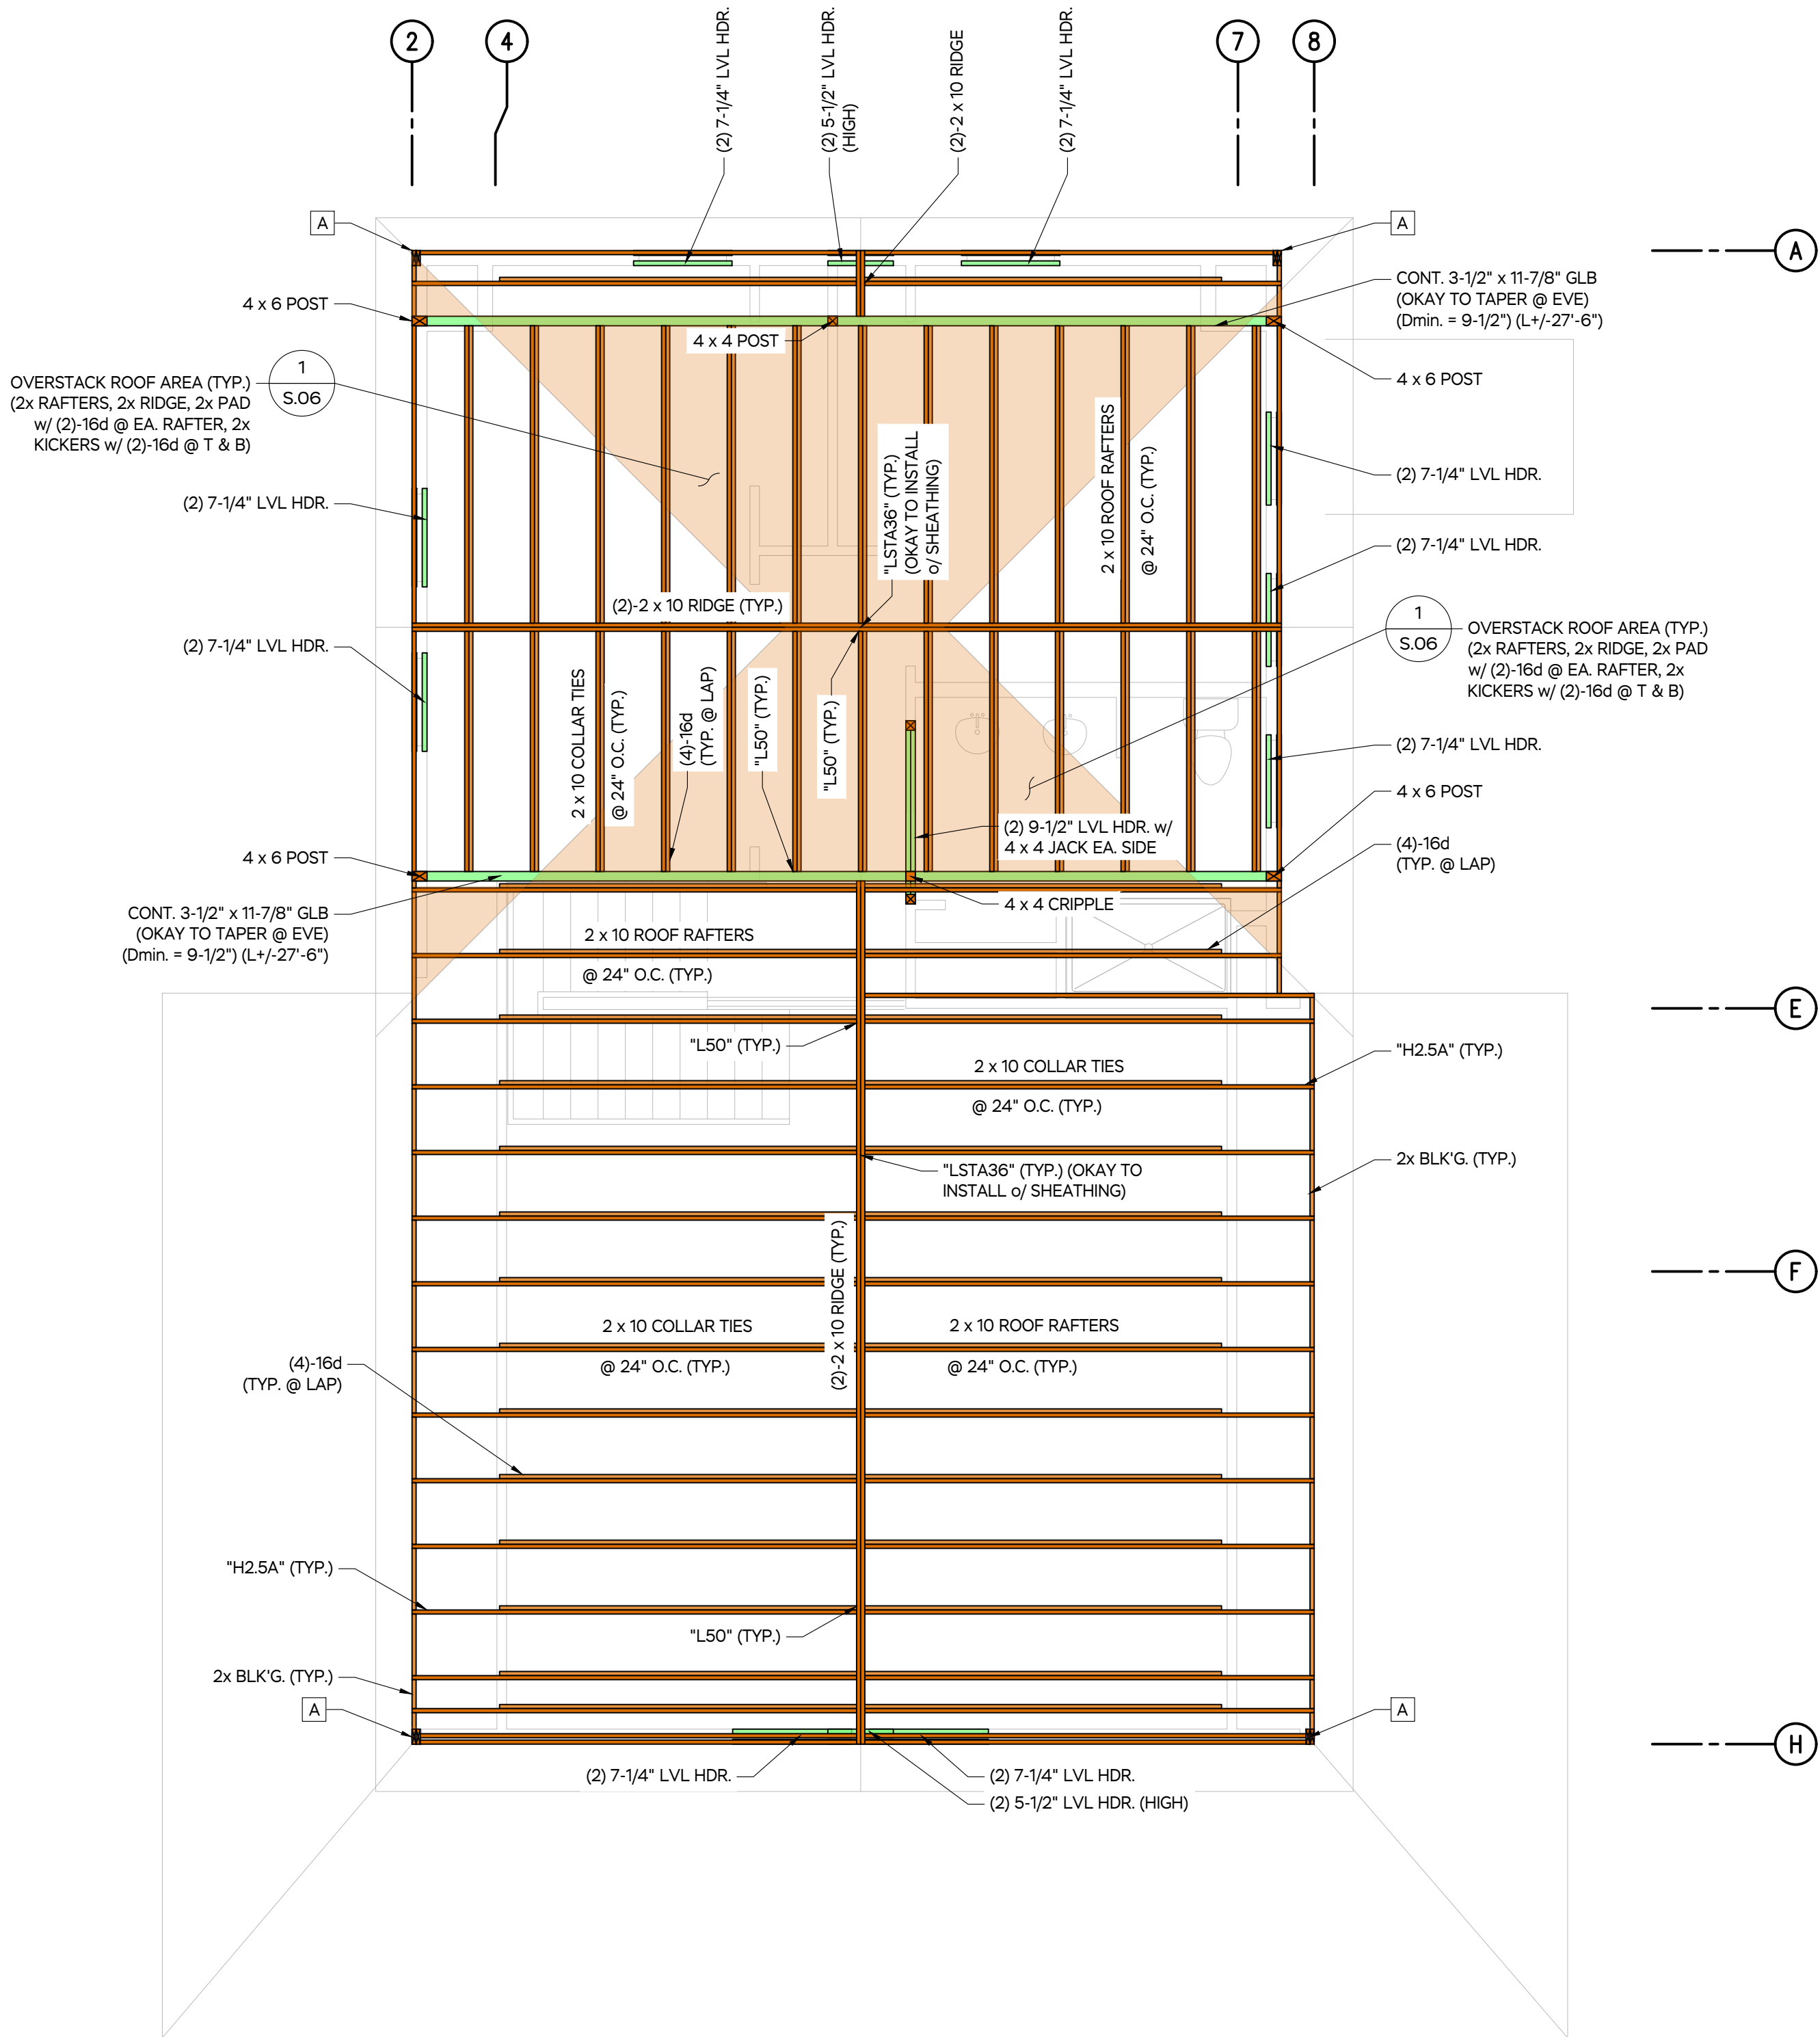 2
4
7
8
(2) 7-1/4" LVL HDR.
(2) 5-1/2" LVL HDR.
(HIGH)
(2)-2 x 10 RIDGE
(2) 7-1/4" LVL HDR.
A
A
A
4 x 6 POST
CONT. 3-1/2" x 11-7/8" GLB
(OKAY TO TAPER @ EVE)
(Dmin. = 9-1/2") (L+/-27'-6")
4 x 4 POST
1
S.06
OVERSTACK ROOF AREA (TYP.)
(2x RAFTERS, 2x RIDGE, 2x PAD
w/ (2)-16d @ EA. RAFTER, 2x
KICKERS w/ (2)-16d @ T & B)
4 x 6 POST
2 x 10 ROOF RAFTERS
@ 24" O.C. (TYP.)
"LSTA36" (TYP.)
(OKAY TO INSTALL
o/ SHEATHING)
(2) 7-1/4" LVL HDR.
(2) 7-1/4" LVL HDR.
(2) 7-1/4" LVL HDR.
(2)-2 x 10 RIDGE (TYP.)
1
S.06
OVERSTACK ROOF AREA (TYP.)
(2x RAFTERS, 2x RIDGE, 2x PAD
w/ (2)-16d @ EA. RAFTER, 2x
KICKERS w/ (2)-16d @ T & B)
(2) 7-1/4" LVL HDR.
2 x 10 COLLAR TIES
@ 24" O.C. (TYP.)
(4)-16d
(TYP. @ LAP)
"L50" (TYP.)
"L50" (TYP.)
(2) 7-1/4" LVL HDR.
4 x 6 POST
(2) 9-1/2" LVL HDR. w/
4 x 4 JACK EA. SIDE
(4)-16d
(TYP. @ LAP)
4 x 6 POST
4 x 4 CRIPPLE
CONT. 3-1/2" x 11-7/8" GLB
(OKAY TO TAPER @ EVE)
(Dmin. = 9-1/2") (L+/-27'-6")
2 x 10 ROOF RAFTERS
@ 24" O.C. (TYP.)
E
"L50" (TYP.)
"H2.5A" (TYP.)
2 x 10 COLLAR TIES
@ 24" O.C. (TYP.)
2x BLK'G. (TYP.)
"LSTA36" (TYP.) (OKAY TO
INSTALL o/ SHEATHING)
F
(2)-2 x 10 RIDGE (TYP.)
2 x 10 COLLAR TIES
@ 24" O.C. (TYP.)
2 x 10 ROOF RAFTERS
@ 24" O.C. (TYP.)
(4)-16d
(TYP. @ LAP)
"H2.5A" (TYP.)
"L50" (TYP.)
2x BLK'G. (TYP.)
A
A
H
(2) 7-1/4" LVL HDR.
(2) 7-1/4" LVL HDR.
(2) 5-1/2" LVL HDR. (HIGH)